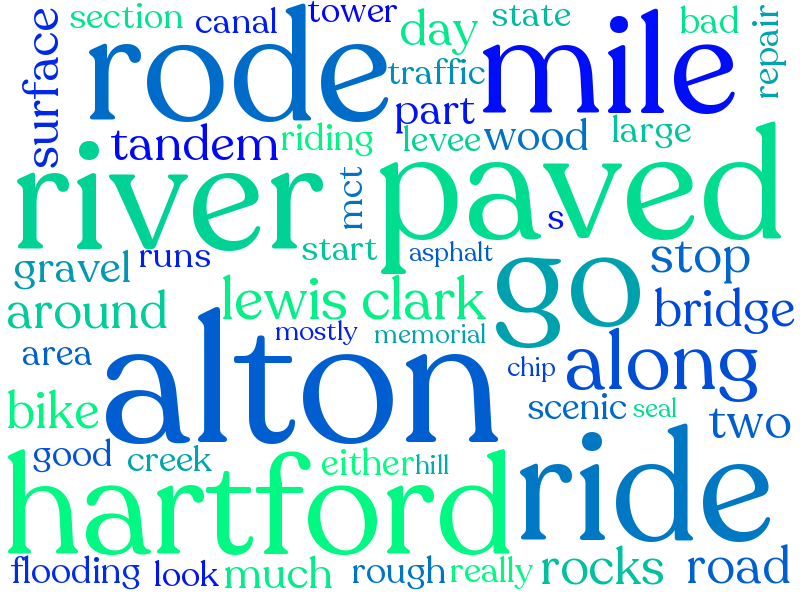 section canal tower state bad
surface rode day mile repair
traffic
part
tandem riding levee wood large
river mct paved
s
start asphalt
gravel runs go stop
around lewis clark bridge
mostly memorial
area alton chip along
bike scenic seal two
good creek either hill
hartford ride
flooding look much rough really rocks road